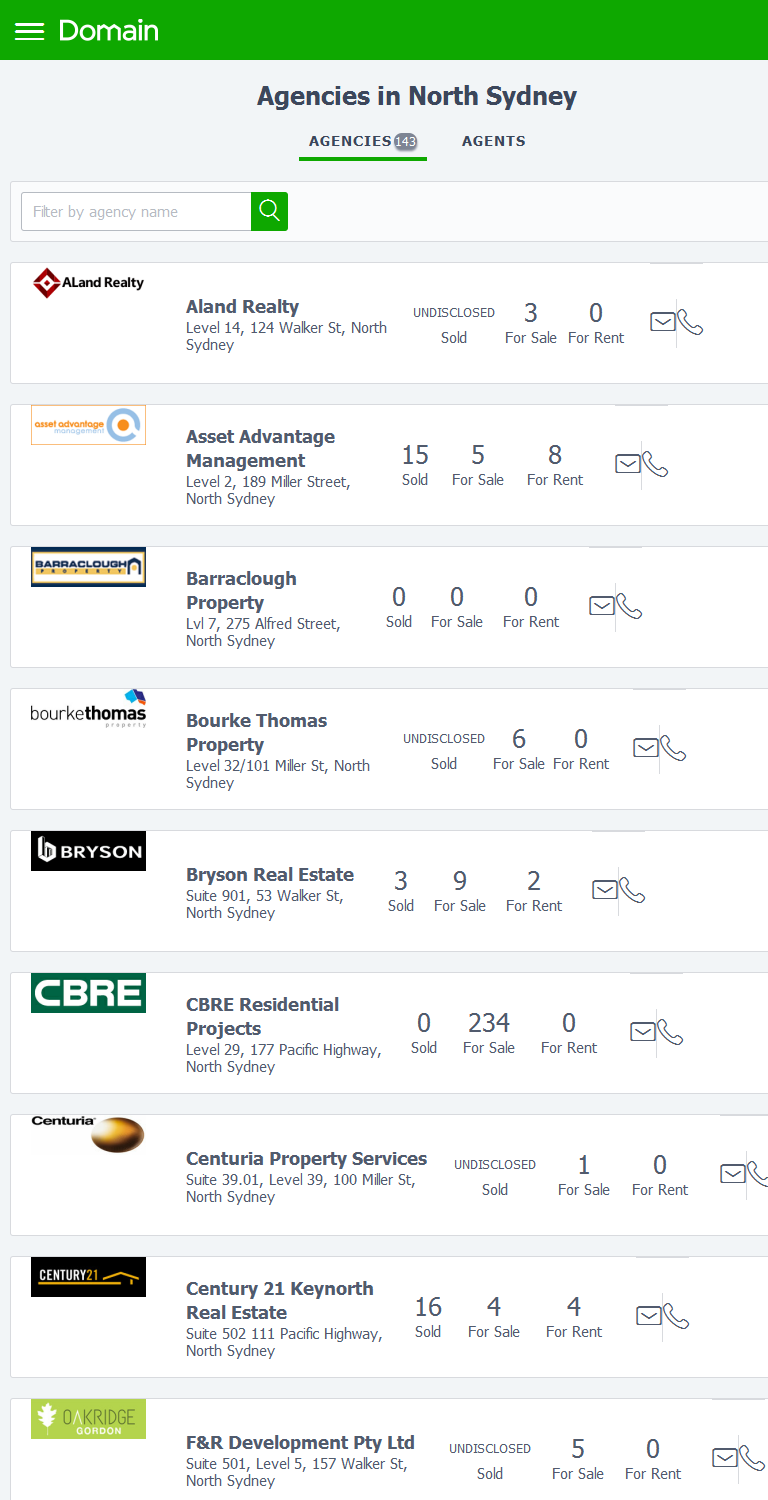 Domain
Agencies in North Sydney
AGENCIES 143 AGENTS
Filter by agency name
ALand Realty
Aland Realty
Level 14, 124 Walker St, North
Sydney
UNDISCLOSED 3 0
Sold For Sale For Rent
asset advantage
management
Asset Advantage
Management
Level 2, 189 Miller Street,
North Sydney
15 5 8
Sold For Sale For Rent
BARRACLOUGH
PROPERTY
Barraclough
Property
Lvl 7, 275 Alfred Street,
North Sydney
0 0 0
Sold For Sale For Rent
bourkethomas
property
Bourke Thomas
Property
Level 32/101 Miller St, North
Sydney
UNDISCLOSED 6 0
Sold For Sale For Rent
BRYSON
Bryson Real Estate
Suite 901, 53 Walker St,
North Sydney
3 9 2
Sold For Sale For Rent
CBRE
CBRE Residential
Projects
Level 29, 177 Pacific Highway,
North Sydney
0 234 0
Sold For Sale For Rent
Centuria
Centuria Property Services
Suite 39.01, Level 39, 100 Miller St,
North Sydney
UNDISCLOSED 1 0
Sold For Sale For Rent
CENTURY 21
Century 21 Keynorth
Real Estate
Suite 502 111 Pacific Highway,
North Sydney
16 4 4
Sold For Sale For Rent
OAKRIDGE
GORDON
F&R Development Pty Ltd
Suite 501, Level 5, 157 Walker St,
North Sydney
UNDISCLOSED 5 0
Sold For Sale For Rent